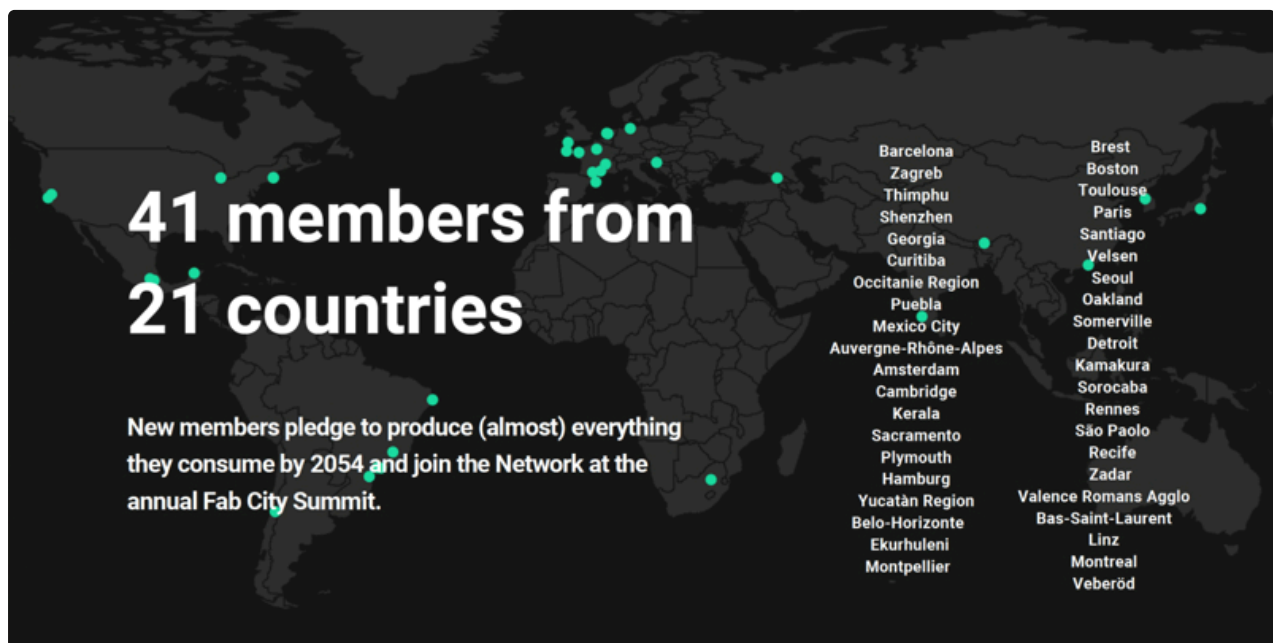 41 members from
21 countries
New members pledge to produce (almost) everything
they consume by 2054 and join the Network at the
annual Fab City Summit.
Barcelona
Zagreb
Thimphu
Shenzhen
Georgia
Curitiba
Occitanie Region
Puebla
Mexico City
Auvergne-Rhône-Alpes
Amsterdam
Cambridge
Kerala
Sacramento
Plymouth
Hamburg
Yucatàn Region
Belo-Horizonte
Ekurhuleni
Montpellier
Brest
Boston
Toulouse
Paris
Santiago
Velsen
Seoul
Oakland
Somerville
Detroit
Kamakura
Sorocaba
Rennes
São Paolo
Recife
Zadar
Valence Romans Agglo
Bas-Saint-Laurent
Linz
Montreal
Veberöd